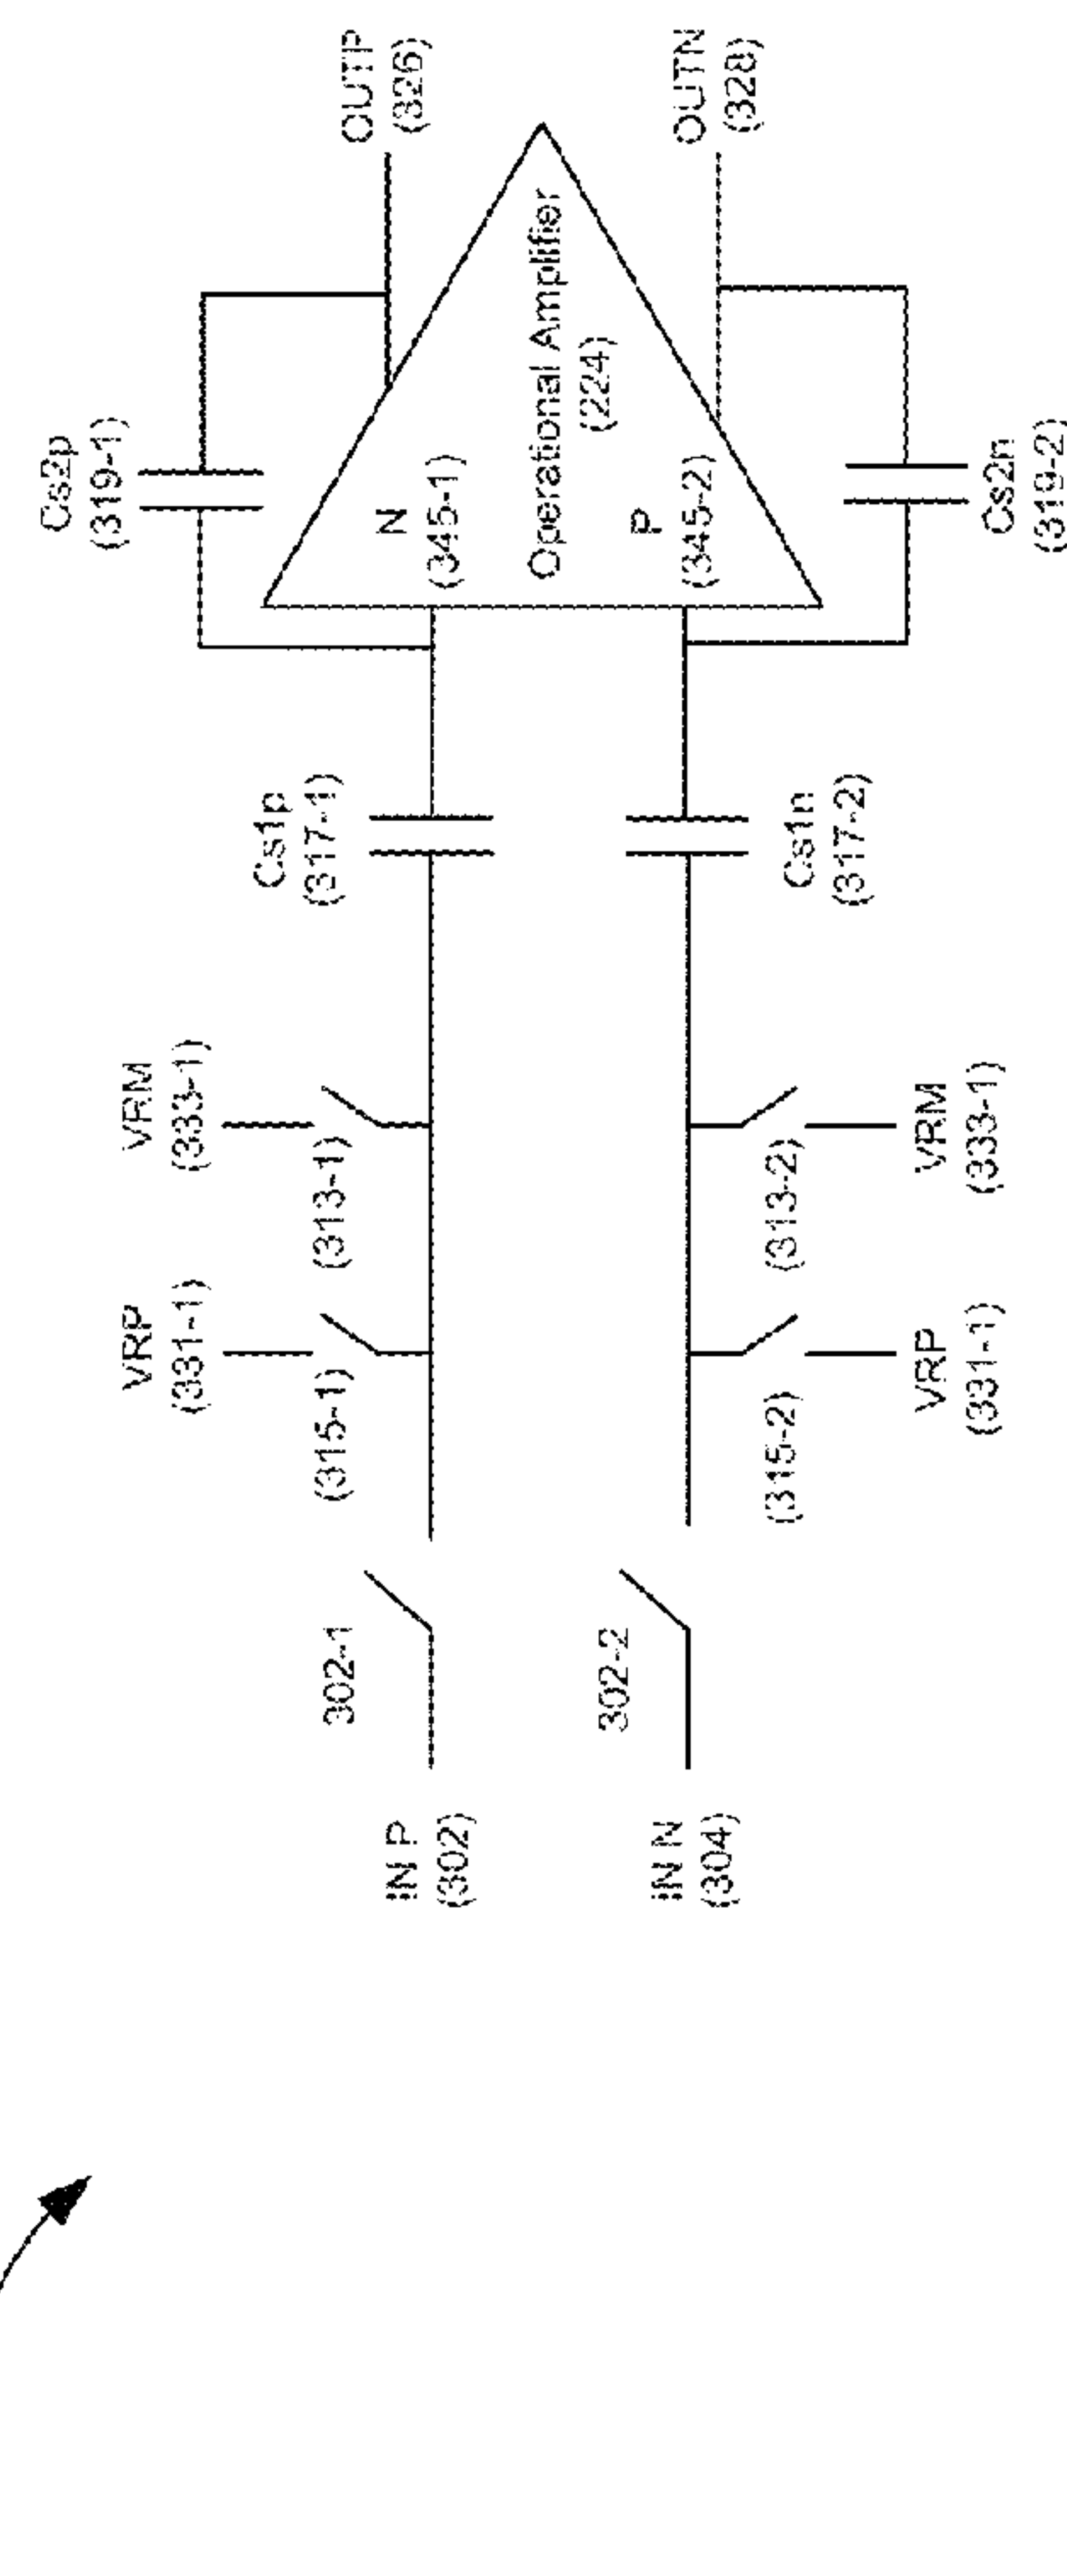 Cs2p
(319-1)
OUTP
(326)
VRP
(331-1)
VRM
(333-1)
Cs1p
(317-1)
N
(345-1)
302-1
(315-1)
(313-1)
IN P
(302)
Operational Amplifier
(224)
302-2
IN N
(304)
P
(345-2)
OUTN
(328)
(315-2)
(313-2)
Cs1n
(317-2)
VRP
(331-1)
VRM
(333-1)
Cs2n
(319-2)